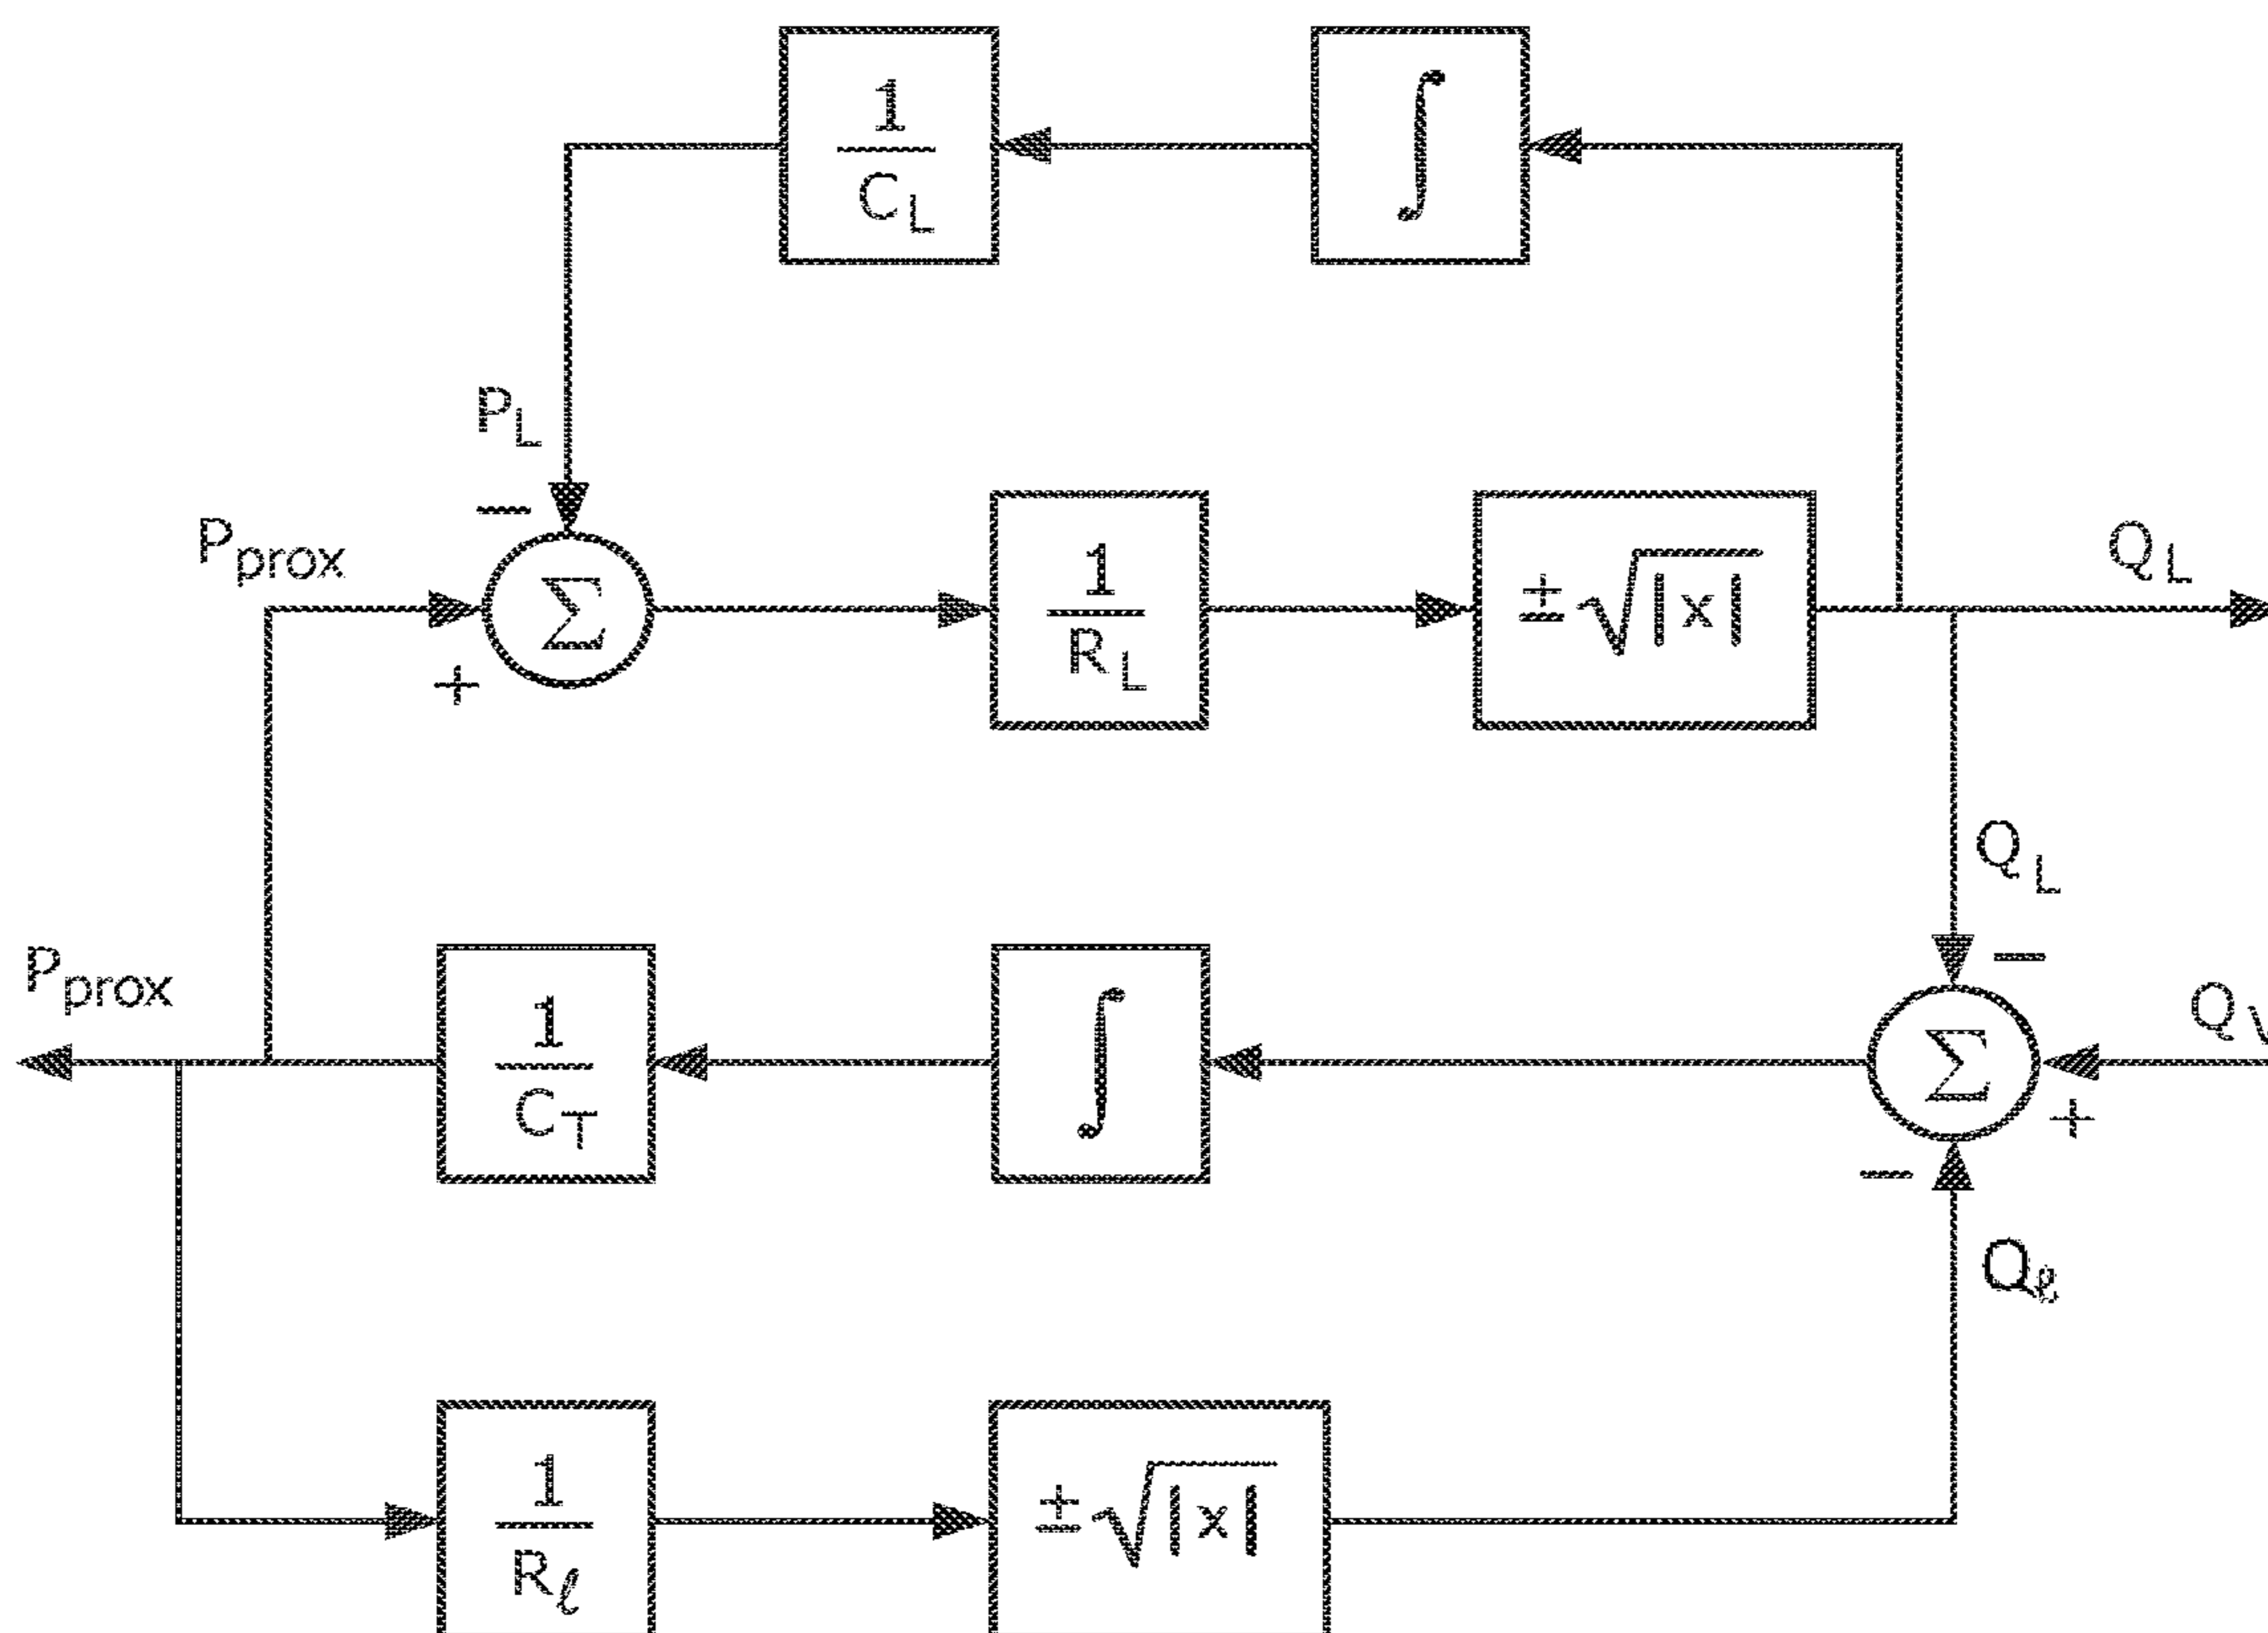 1
C_L
∫
P_L
−
P_prox
Σ
+
1
R_L
±√|x|
Q_L
Q_L
−
P_prox
1
C_T
∫
Σ
Q
+
−
Q_ℓ
1
R_ℓ
±√|x|